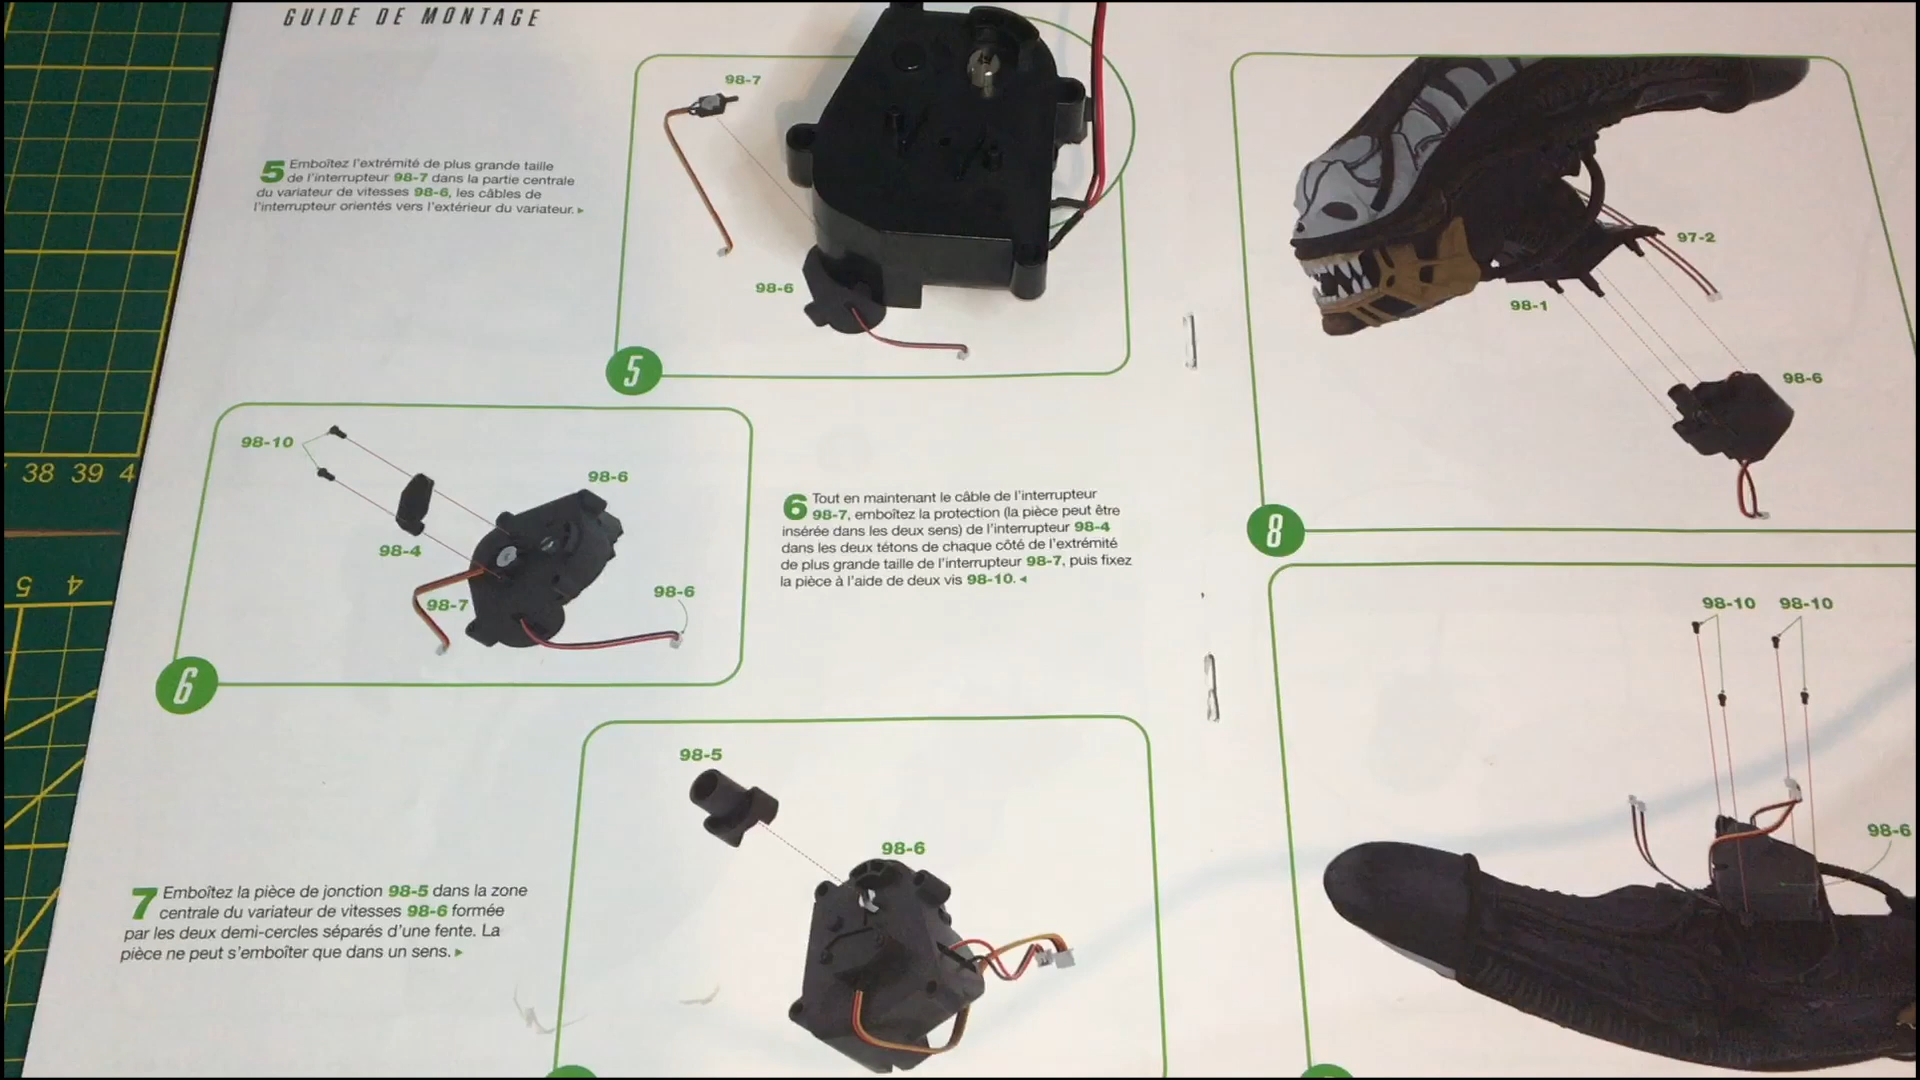 GUIDE DE MONTAGE
5 Emboîtez l'extrémité de plus grande taille
de l'interrupteur 98-7 dans la partie centrale
du variateur de vitesses 98-6, les câbles de
l'interrupteur orientés vers l'extérieur du variateur. ▸
98-7
98-6
5
98-10
98-6
98-4
98-7
98-6
6
6 Tout en maintenant le câble de l'interrupteur
98-7, emboîtez la protection (la pièce peut être
insérée dans les deux sens) de l'interrupteur 98-4
dans les deux tétons de chaque côté de l'extrémité
de plus grande taille de l'interrupteur 98-7, puis fixez
la pièce à l'aide de deux vis 98-10. ◂
7 Emboîtez la pièce de jonction 98-5 dans la zone
centrale du variateur de vitesses 98-6 formée
par les deux demi-cercles séparés d'une fente. La
pièce ne peut s'emboîter que dans un sens. ▸
98-5
98-6
97-2
98-1
98-6
8
98-10 98-10
98-6
38 39 4
5 4